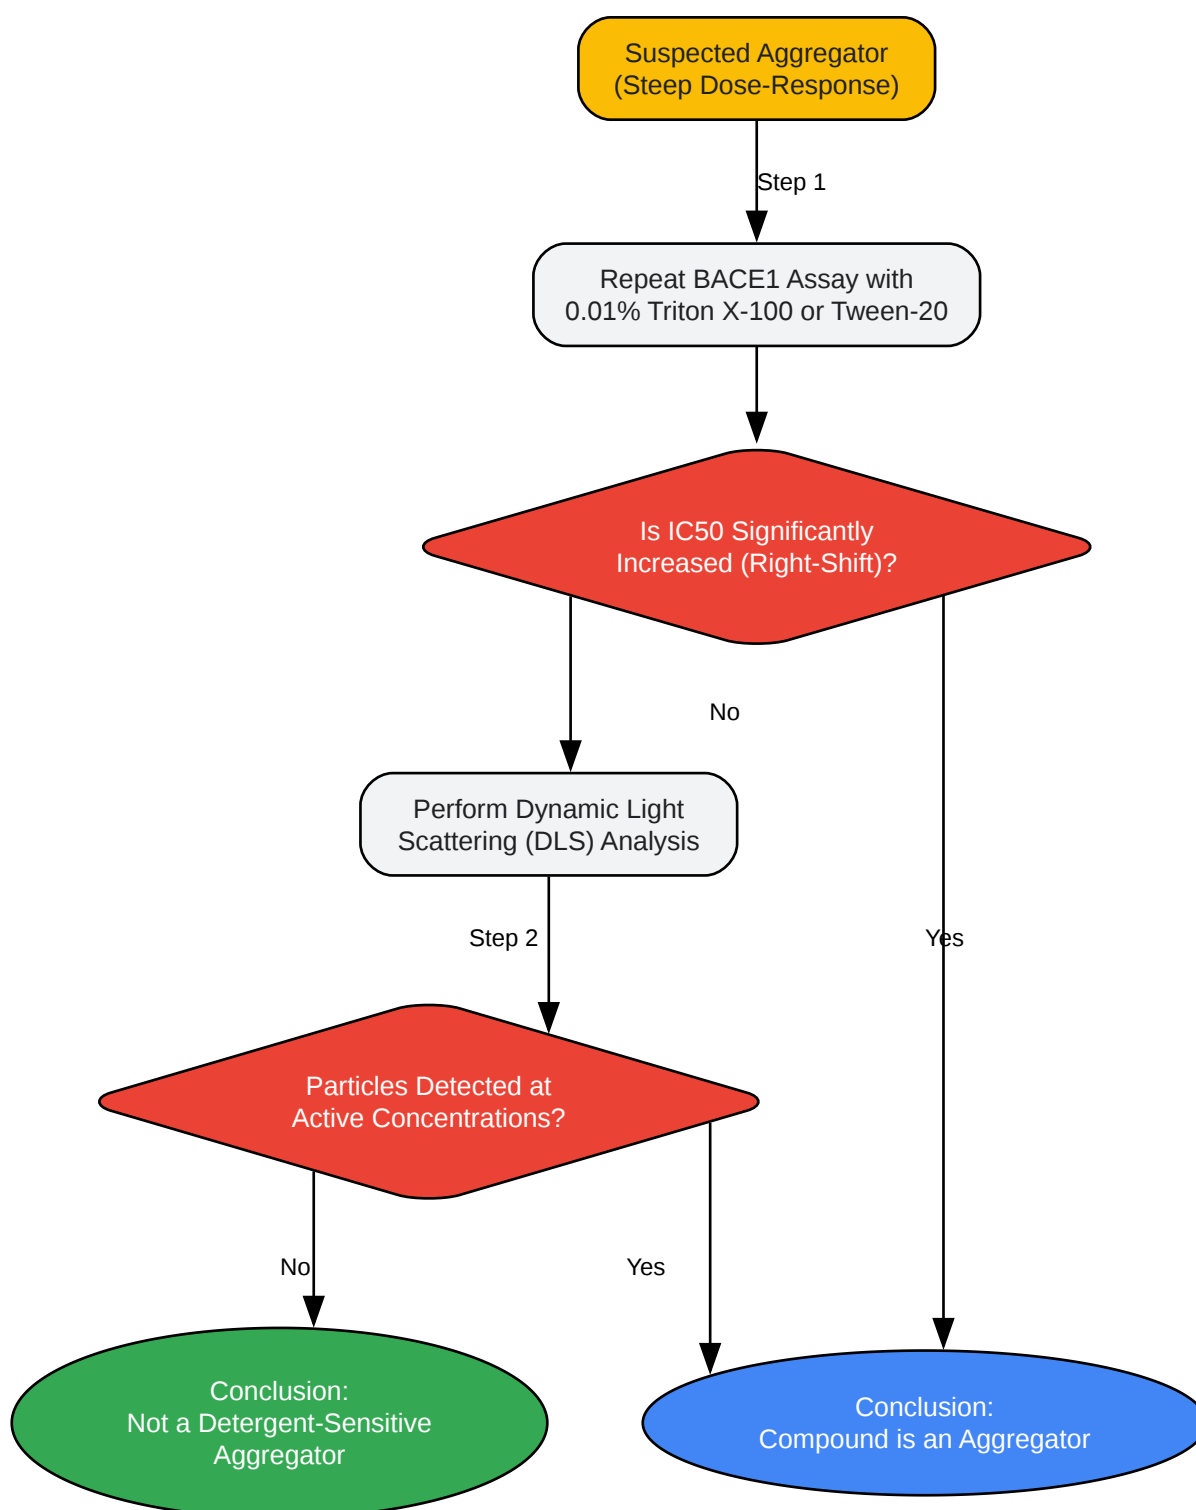 Suspected Aggregator
(Steep Dose-Response)
Step 1
Repeat BACE1 Assay with
0.01% Triton X-100 or Tween-20
Is IC50 Significantly
Increased (Right-Shift)?
No
Perform Dynamic Light
Scattering (DLS) Analysis
Step 2
Yes
Particles Detected at
Active Concentrations?
No
Yes
Conclusion:
Not a Detergent-Sensitive
Aggregator
Conclusion:
Compound is an Aggregator